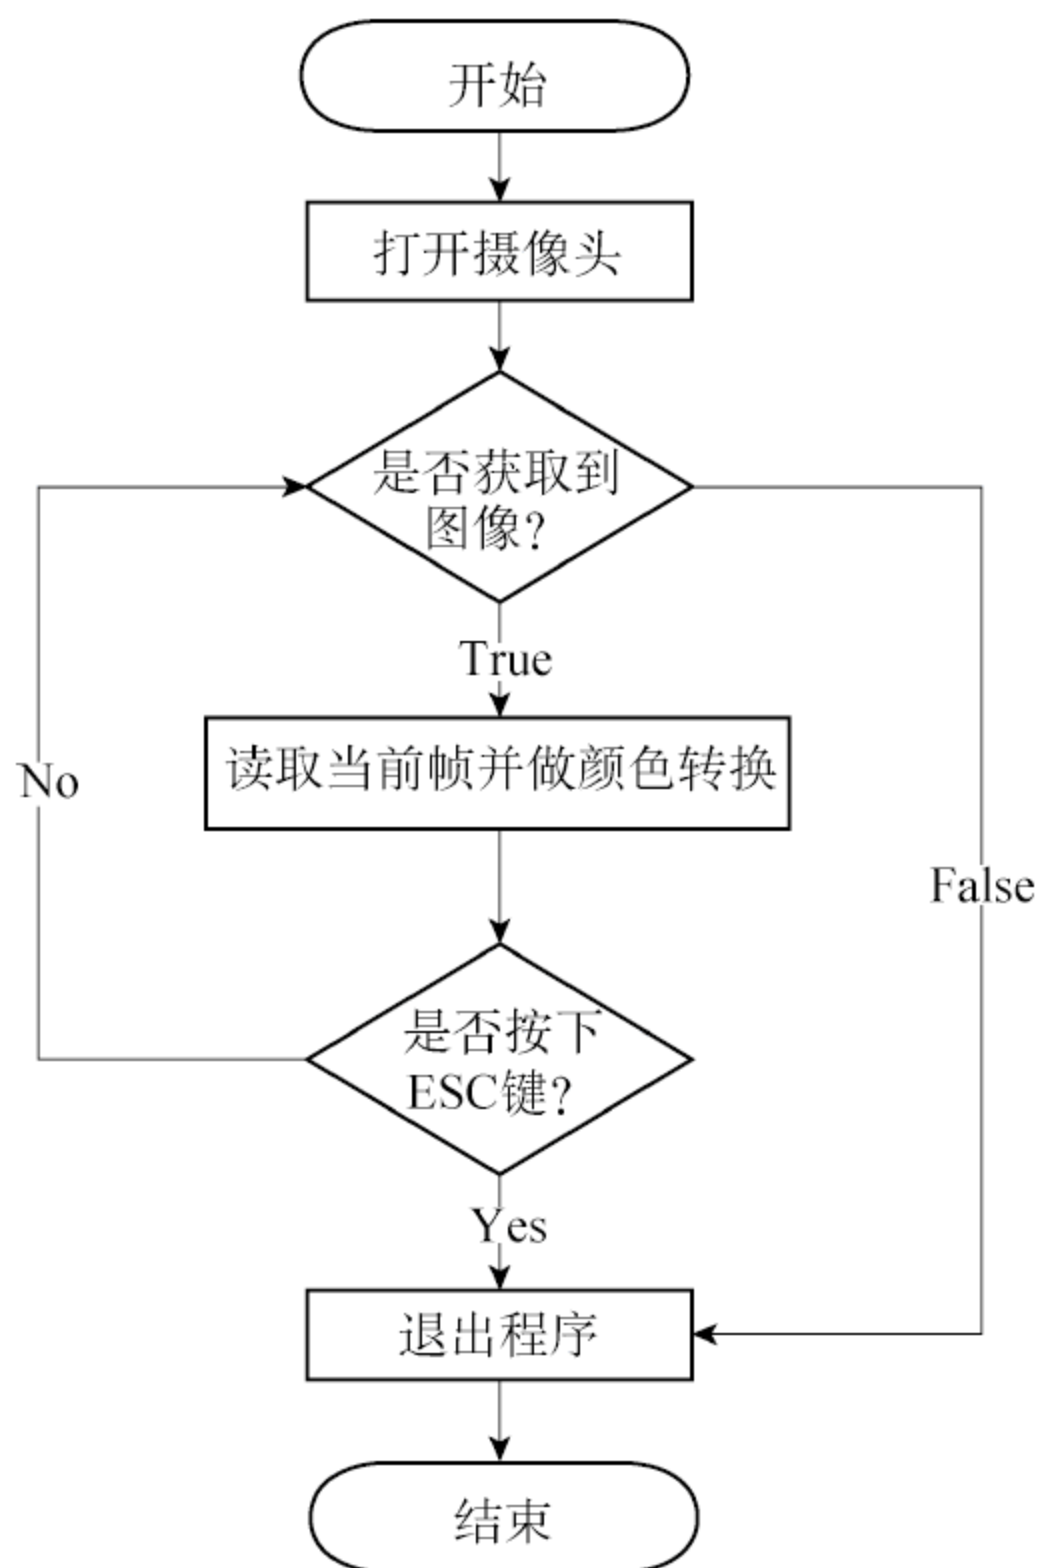 开始
打开摄像头
是否获取到
图像?
True
读取当前帧并做颜色转换
No
False
是否按下
ESC键?
Yes
退出程序
结束